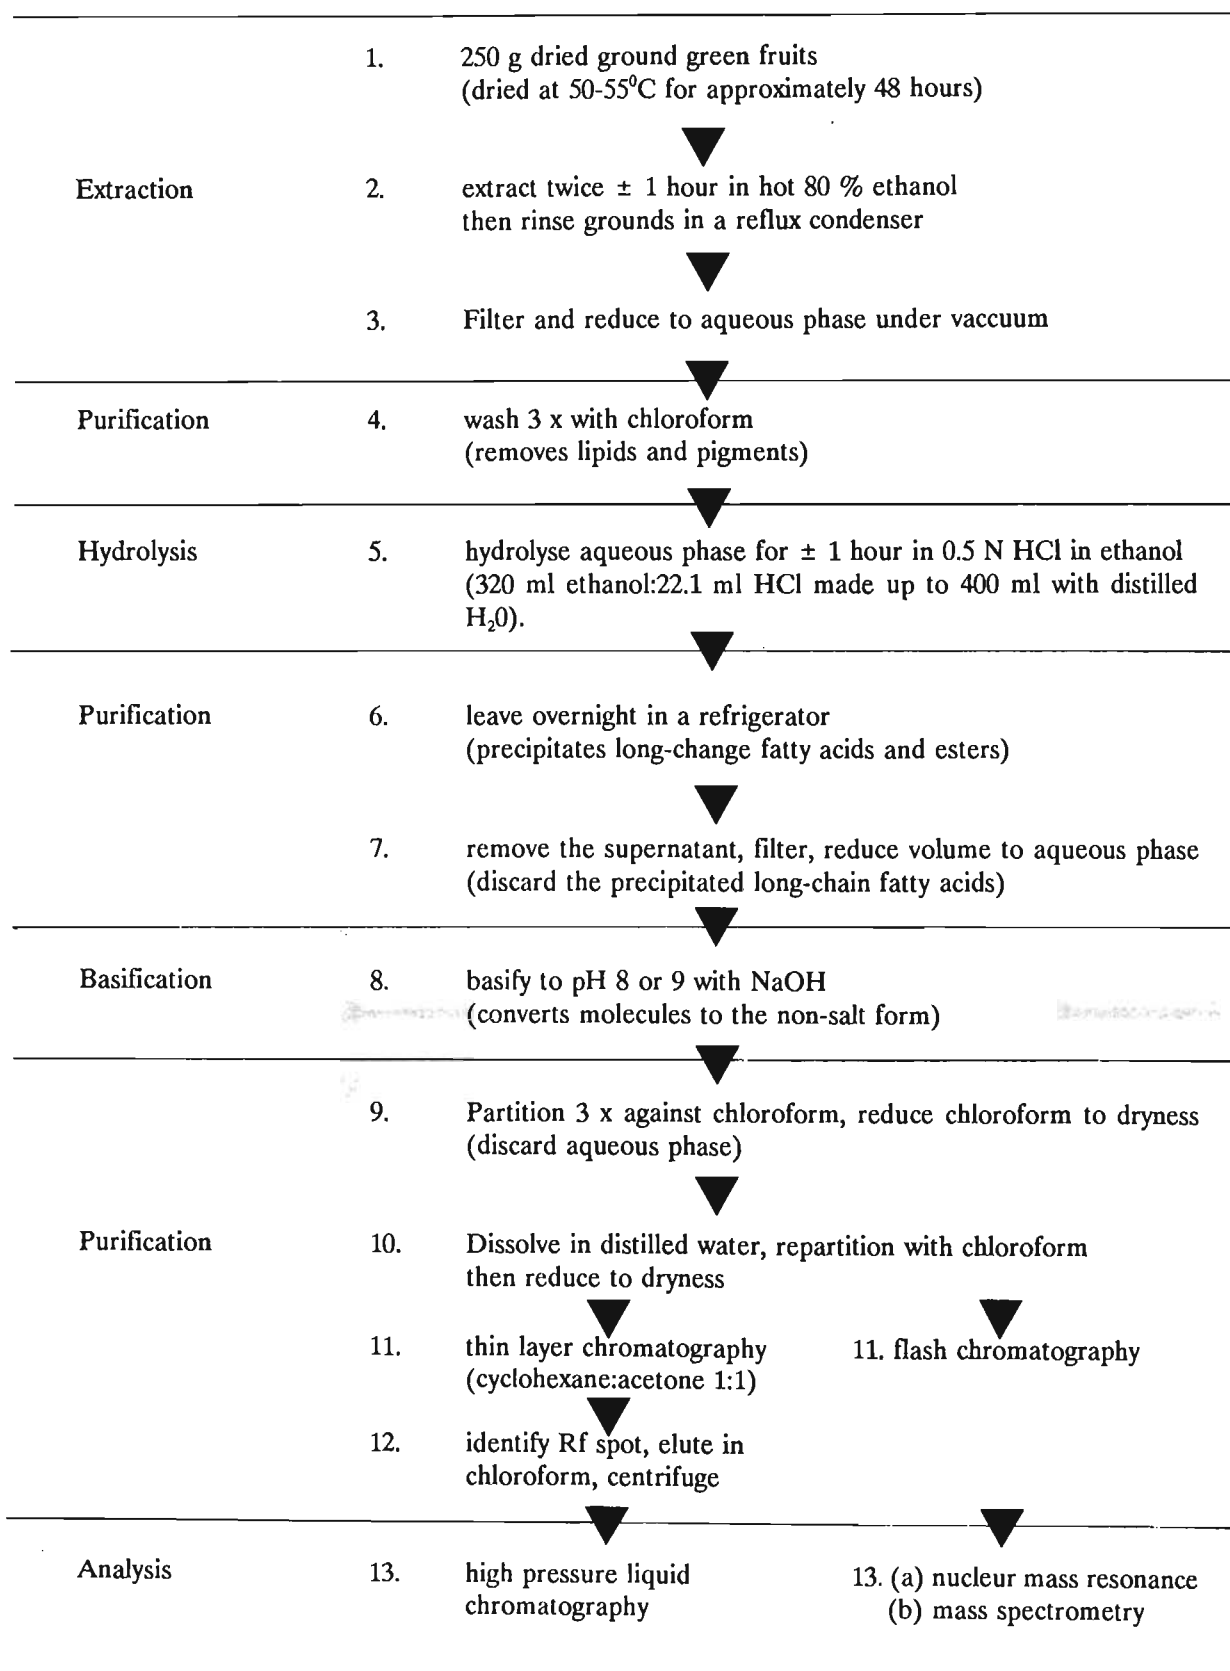 1. 250 g dried ground green fruits
(dried at 50-55⁰C for approximately 48 hours)
Extraction 2. extract twice ± 1 hour in hot 80 % ethanol
then rinse grounds in a reflux condenser
3. Filter and reduce to aqueous phase under vaccuum
Purification 4. wash 3 x with chloroform
(removes lipids and pigments)
Hydrolysis 5. hydrolyse aqueous phase for ± 1 hour in 0.5 N HCl in ethanol
(320 ml ethanol:22.1 ml HCl made up to 400 ml with distilled
H₂0).
Purification 6. leave overnight in a refrigerator
(precipitates long-change fatty acids and esters)
7. remove the supernatant, filter, reduce volume to aqueous phase
(discard the precipitated long-chain fatty acids)
Basification 8. basify to pH 8 or 9 with NaOH
(converts molecules to the non-salt form)
9. Partition 3 x against chloroform, reduce chloroform to dryness
(discard aqueous phase)
Purification 10. Dissolve in distilled water, repartition with chloroform
then reduce to dryness
11. thin layer chromatography 11. flash chromatography
(cyclohexane:acetone 1:1)
12. identify Rf spot, elute in
chloroform, centrifuge
Analysis 13. high pressure liquid 13. (a) nucleur mass resonance
chromatography (b) mass spectrometry